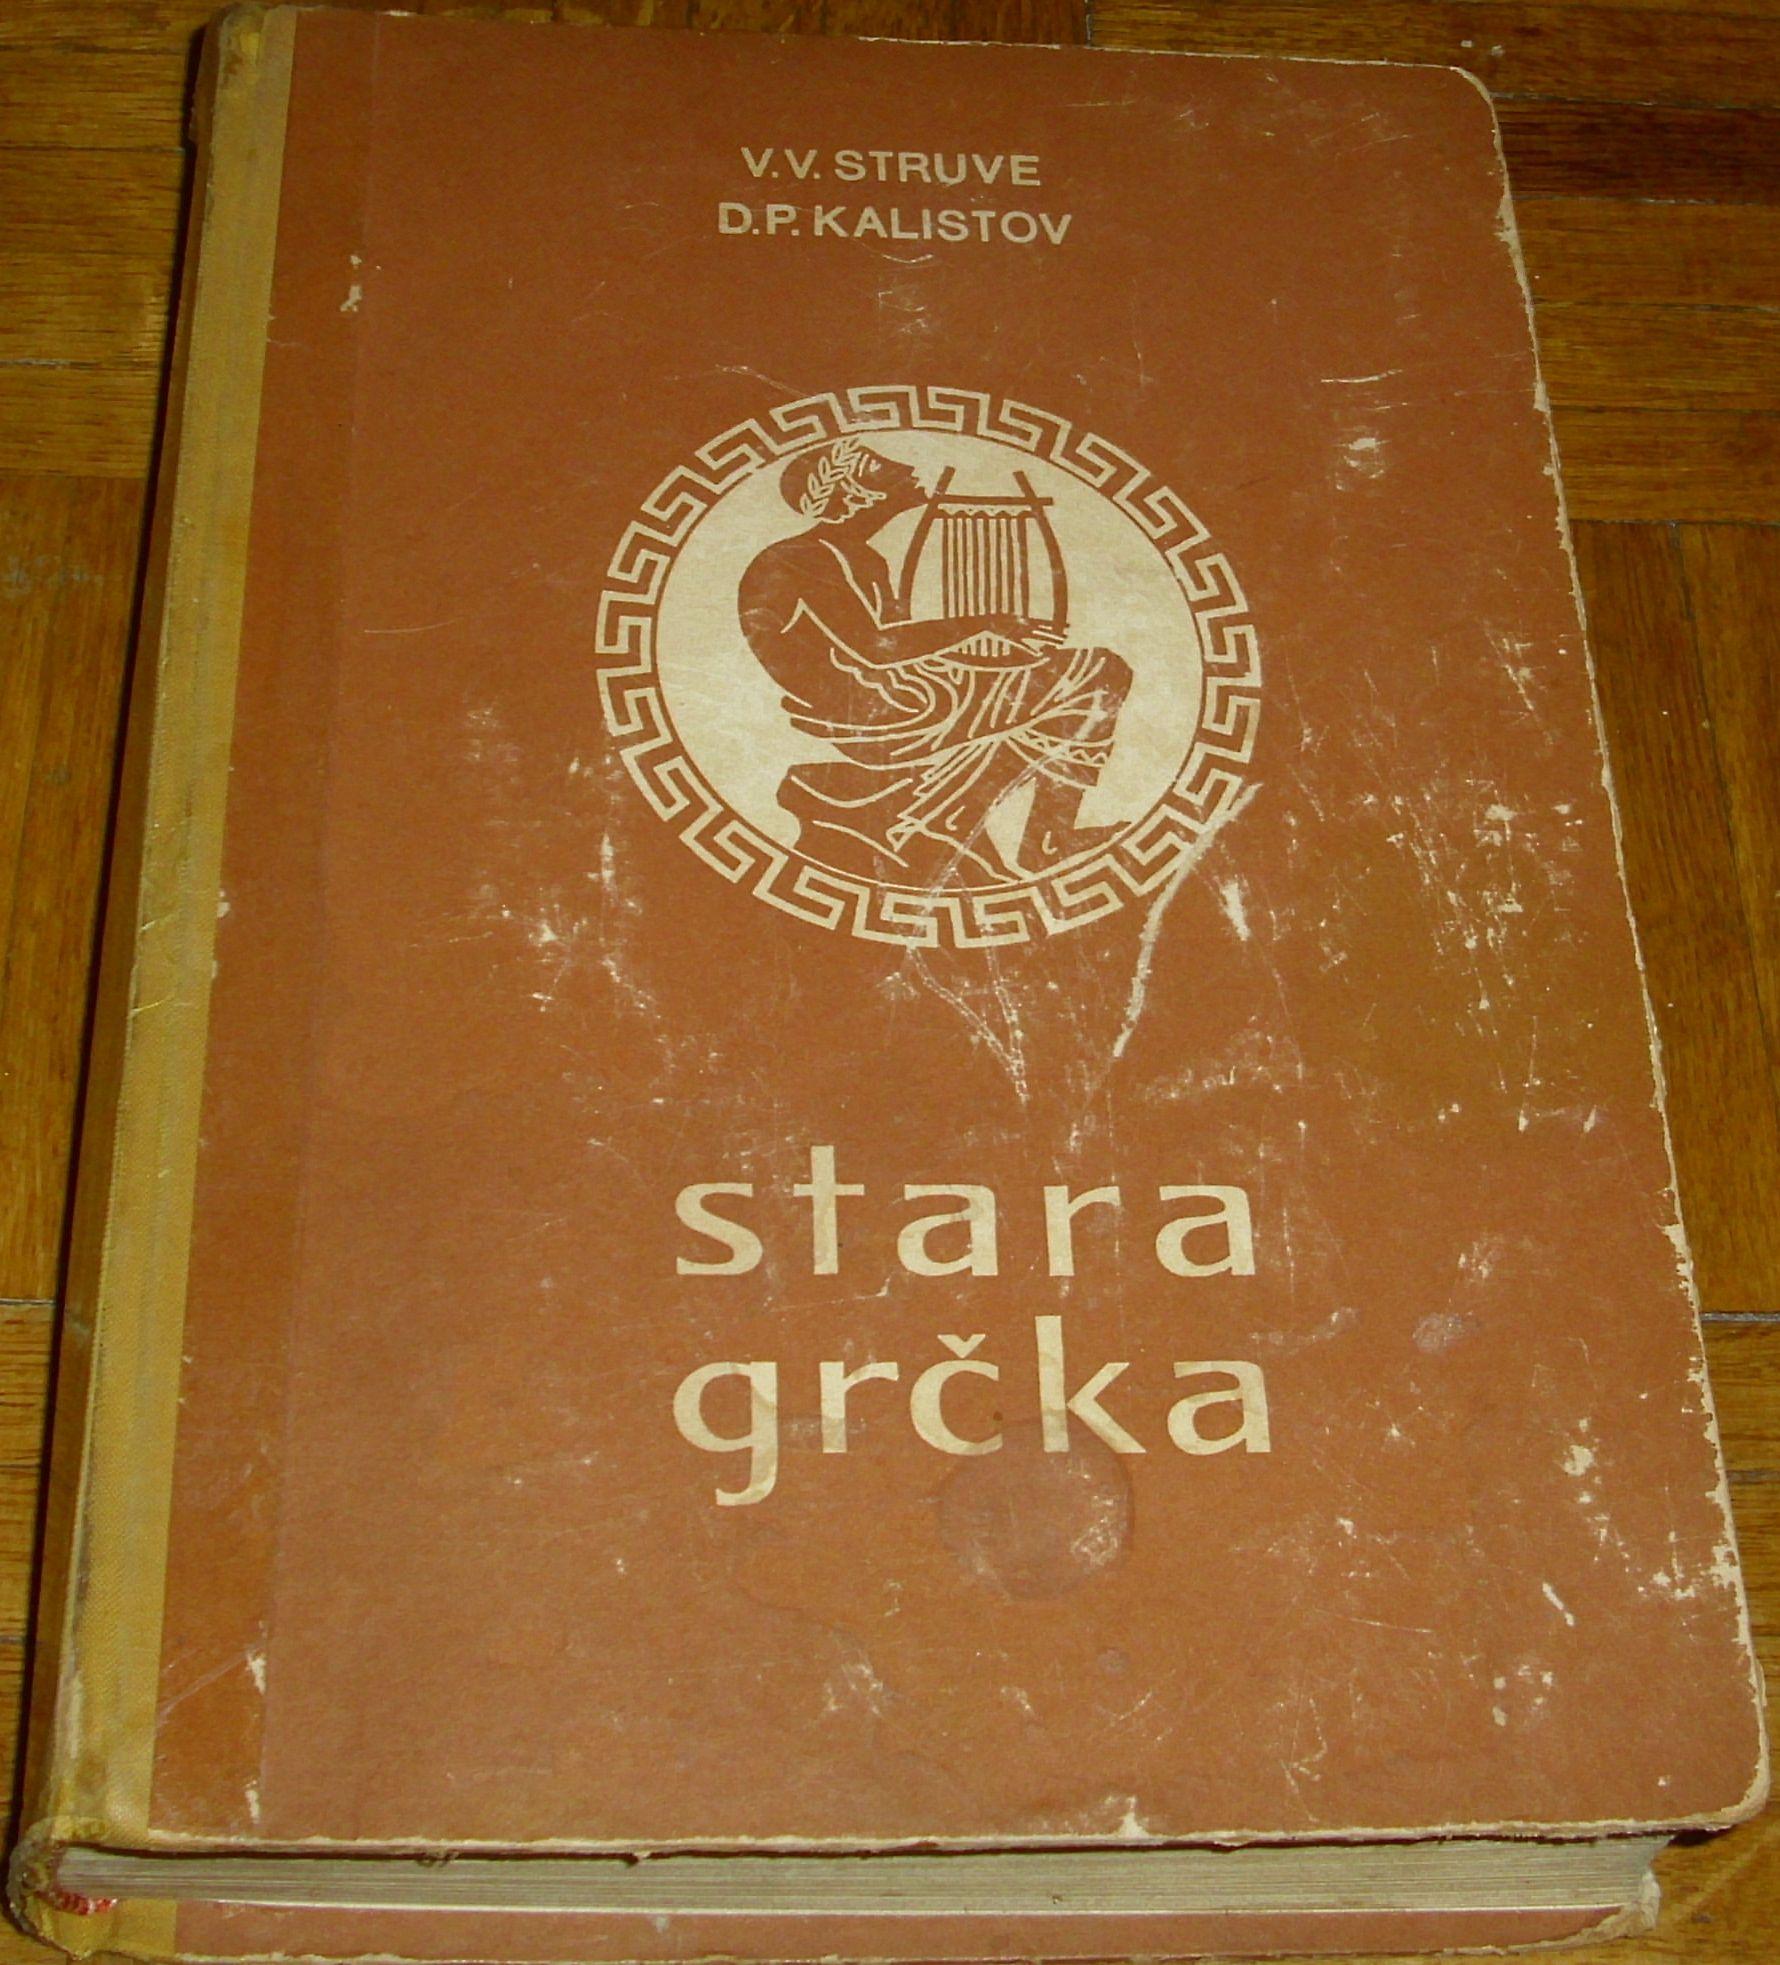 V.V. STRUVE
D.P. KALISTOV
stara
grčka